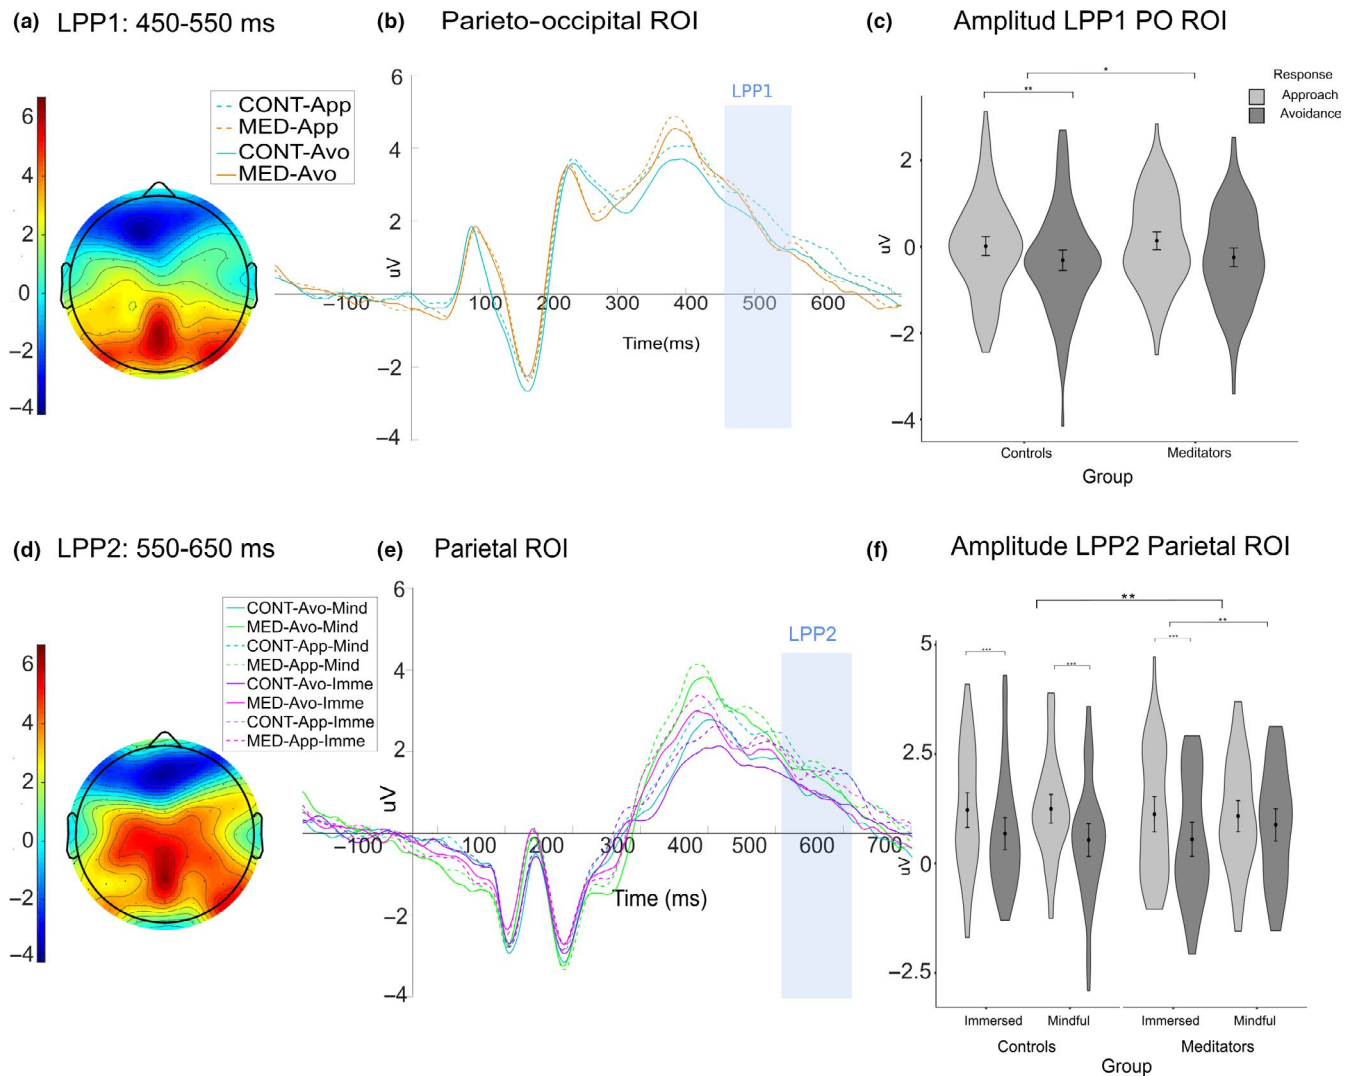 (a) LPP1: 450-550 ms
6
4
2
0
−2
−4
(b) Parieto-occipital ROI
CONT-App
MED-App
CONT-Avo
MED-Avo
LPP1
6
4
2
uV
−2
−4
−100 100 200 300 400 500 600
Time(ms)
(c) Amplitud LPP1 PO ROI
* 
**
Response
Approach
Avoidance
2
0
−2
−4
uV
Controls Meditators
Group
(d) LPP2: 550-650 ms
6
4
2
0
−2
−4
(e) Parietal ROI
CONT-Avo-Mind
MED-Avo-Mind
CONT-App-Mind
MED-App-Mind
CONT-Avo-Imme
MED-Avo-Imme
CONT-App-Imme
MED-App-Imme
LPP2
6
4
2
uV
−2
−4
−100 100 200 300 400 500 600 700
Time (ms)
(f) Amplitude LPP2 Parietal ROI
**
**
*** *** ***
5
2.5
0
−2.5
uV
Immersed Mindful Immersed Mindful
Controls Meditators
Group